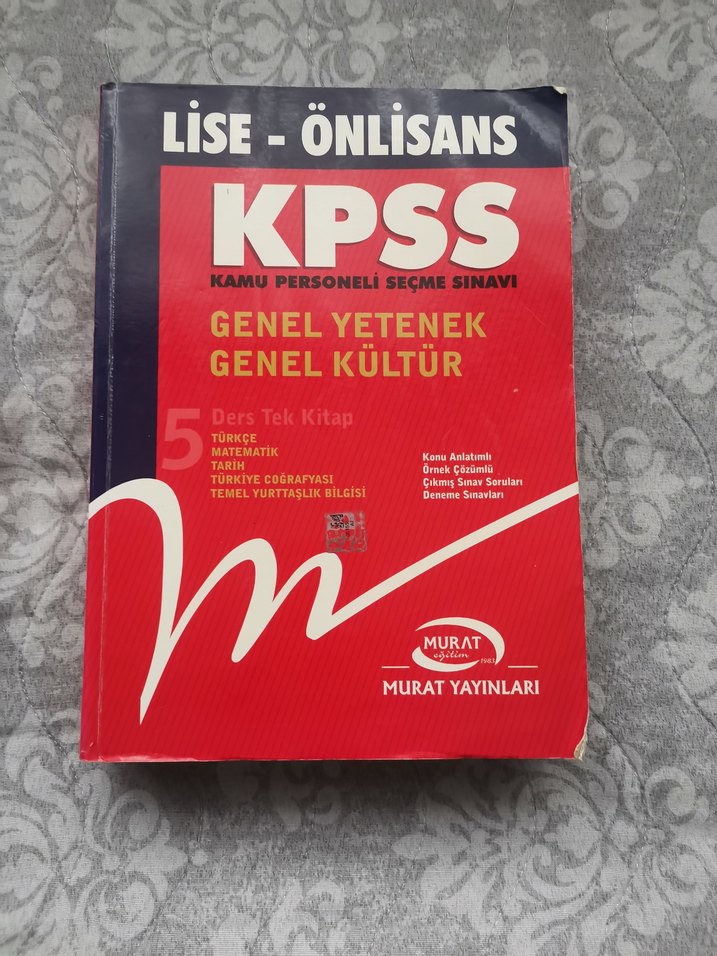 LİSE - ÖNLİSANS
KPSS
KAMU PERSONELİ SEÇME SINAVI
GENEL YETENEK
GENEL KÜLTÜR
5 Ders Tek Kitap
TÜRKÇE
MATEMATİK
TARİH
TÜRKİYE COĞRAFYASI
TEMEL YURTTAŞLIK BİLGİSİ
Konu Anlatımlı
Örnek Çözümlü
Çıkmış Sınav Soruları
Deneme Sınavları
MURAT
eğitim
1983
MURAT YAYINLARI